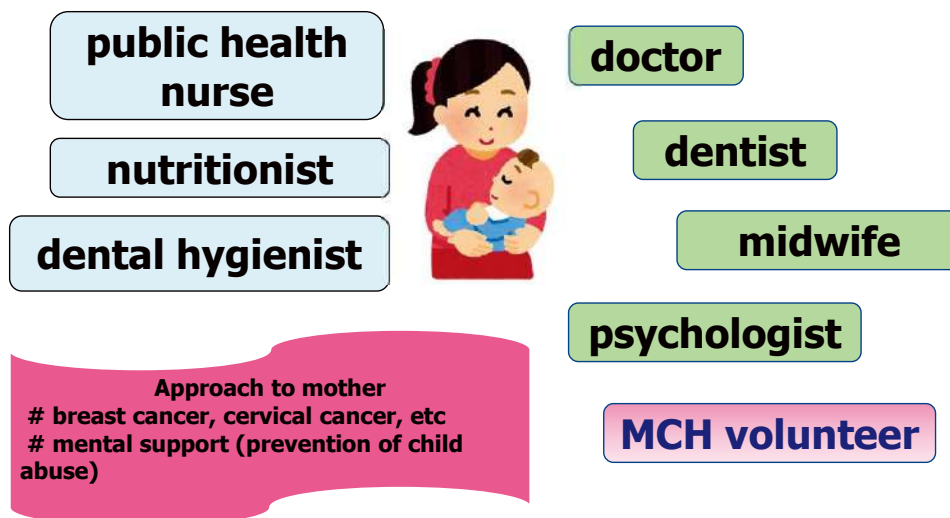 public health
nurse
nutritionist
dental hygienist
doctor
dentist
midwife
psychologist
MCH volunteer
Approach to mother
# breast cancer, cervical cancer, etc
# mental support (prevention of child
abuse)